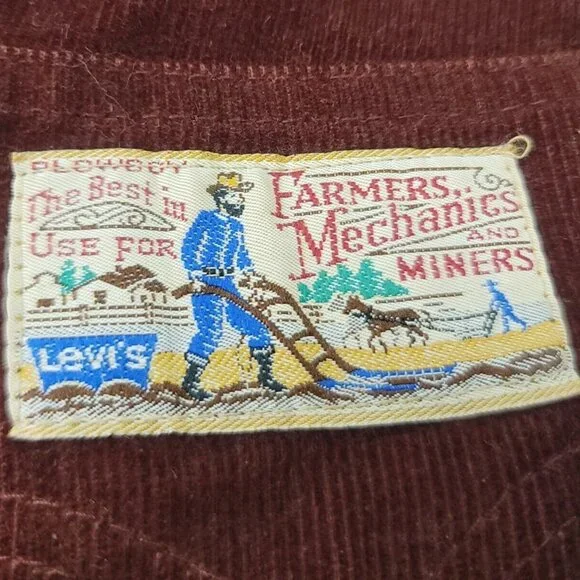 PLOWBOY
The Best in
USE FOR
FARMERS,
Mechanics
AND
MINERS
Levi's